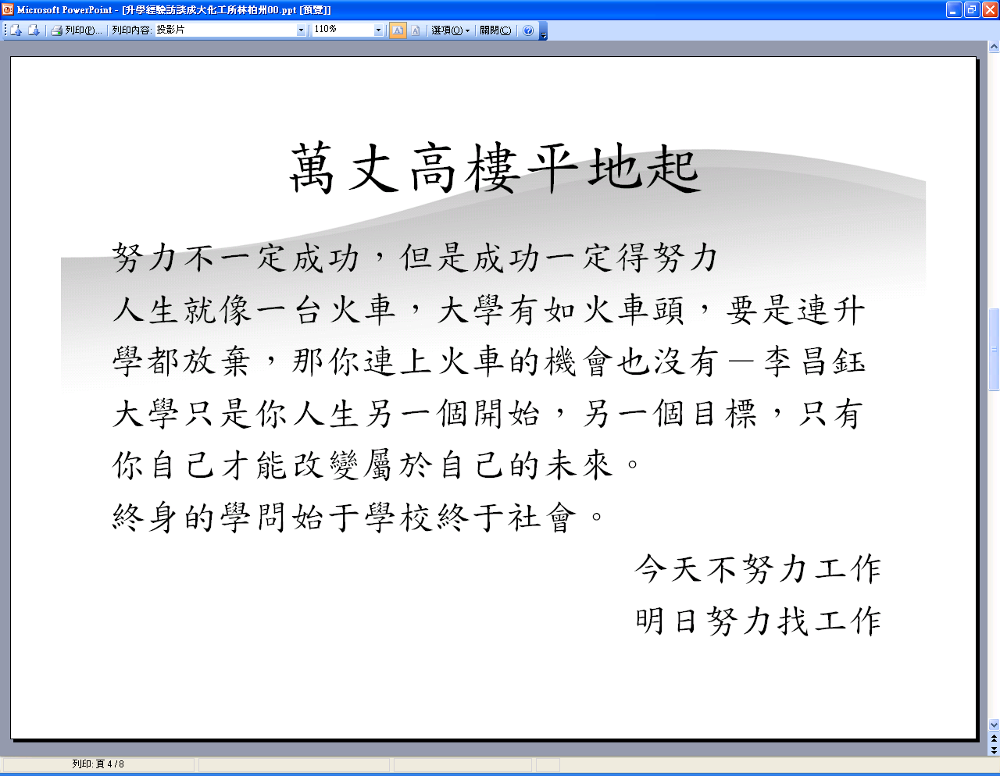 Microsoft PowerPoint - [升學經驗訪談成大化工所林柏州00.ppt [預覽]]
列印(P)... 列印內容: 投影片 110% 選項(O) 關閉(C)
萬丈高樓平地起
努力不一定成功，但是成功一定得努力
人生就像一台火車，大學有如火車頭，要是連升
學都放棄，那你連上火車的機會也沒有－李昌鈺
大學只是你人生另一個開始，另一個目標，只有
你自己才能改變屬於自己的未來。
終身的學問始于學校終于社會。
今天不努力工作
明日努力找工作
列印: 頁 4 / 8